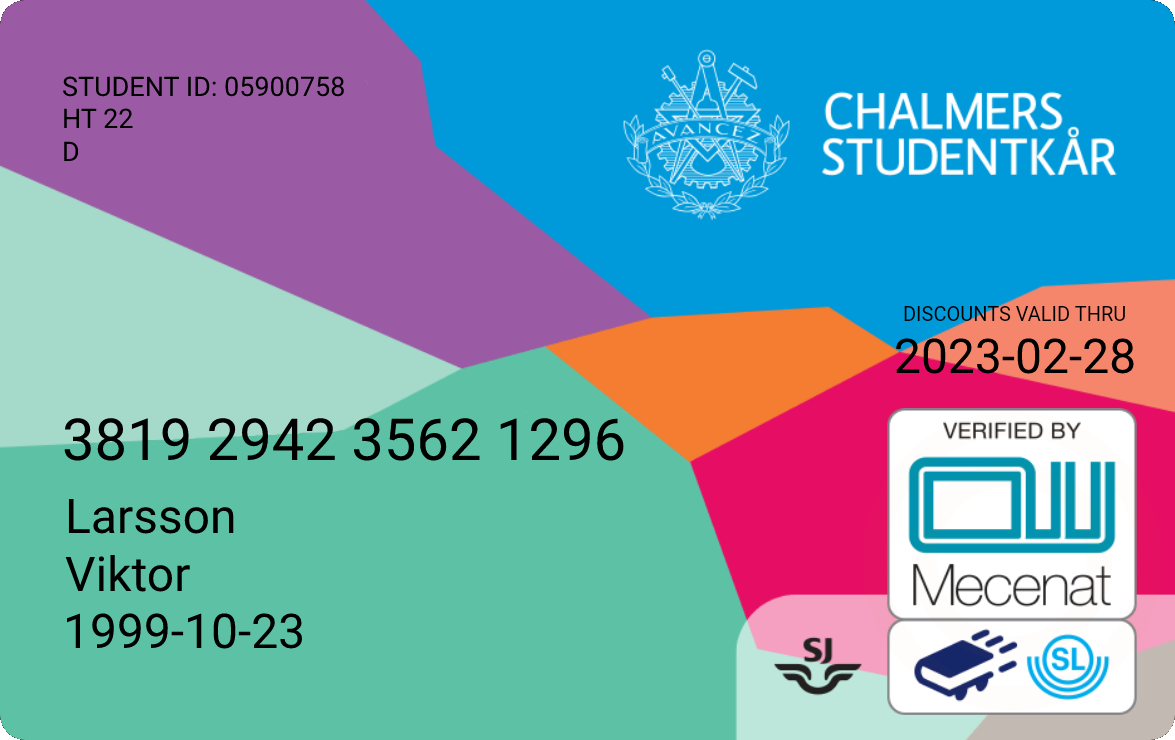 STUDENT ID: 05900758
HT 22
D
AVANCEZ
CHALMERS
STUDENTKÅR
DISCOUNTS VALID THRU
2023-02-28
3819 2942 3562 1296
Larsson
Viktor
1999-10-23
VERIFIED BY
Mecenat
SJ
SL